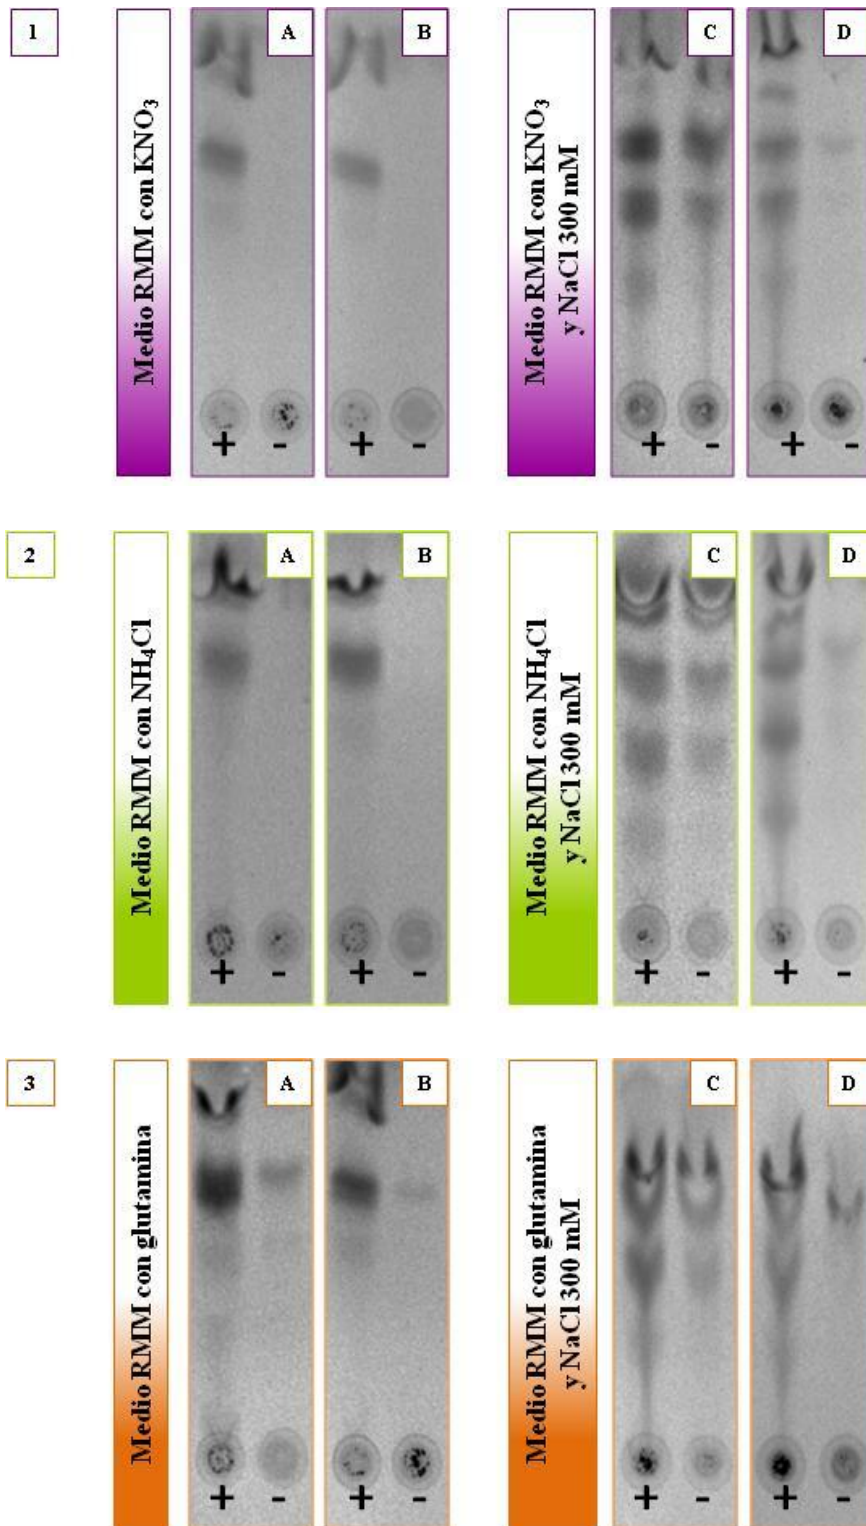 1
Medio RMM con KNO₃
A
B
+ -
+ -
Medio RMM con KNO₃
y NaCl 300 mM
C
D
+ -
+ -
2
Medio RMM con NH₄Cl
A
B
+ -
+ -
Medio RMM con NH₄Cl
y NaCl 300 mM
C
D
+ -
+ -
3
Medio RMM con glutamina
A
B
+ -
+ -
Medio RMM con glutamina
y NaCl 300 mM
C
D
+ -
+ -